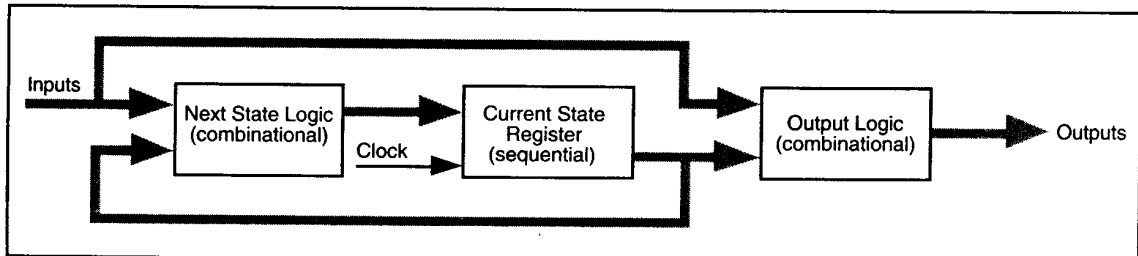 Inputs
Next State Logic
(combinational)
Clock
Current State
Register
(sequential)
Output Logic
(combinational)
Outputs